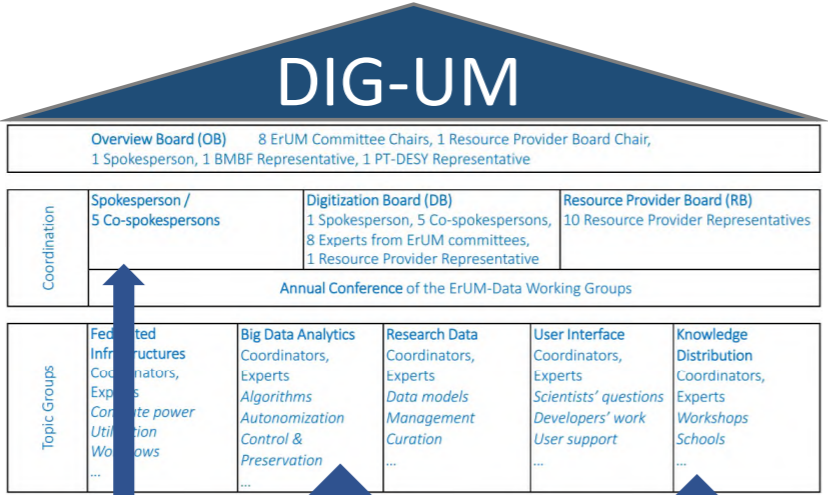 DIG-UM
Overview Board (OB) 8 ErUM Committee Chairs, 1 Resource Provider Board Chair,
1 Spokesperson, 1 BMBF Representative, 1 PT-DESY Representative
Coordination
Spokesperson /
5 Co-spokespersons
Digitization Board (DB)
1 Spokesperson, 5 Co-spokespersons,
8 Experts from ErUM committees,
1 Resource Provider Representative
Resource Provider Board (RB)
10 Resource Provider Representatives
Annual Conference of the ErUM-Data Working Groups
Topic Groups
Federated
Infrastructures
Coordinators,
Experts
Compute power
Utilization
Workflows
...
Big Data Analytics
Coordinators,
Experts
Algorithms
Autonomization
Control &
Preservation
...
Research Data
Coordinators,
Experts
Data models
Management
Curation
...
User Interface
Coordinators,
Experts
Scientists' questions
Developers' work
User support
...
Knowledge
Distribution
Coordinators,
Experts
Workshops
Schools
...